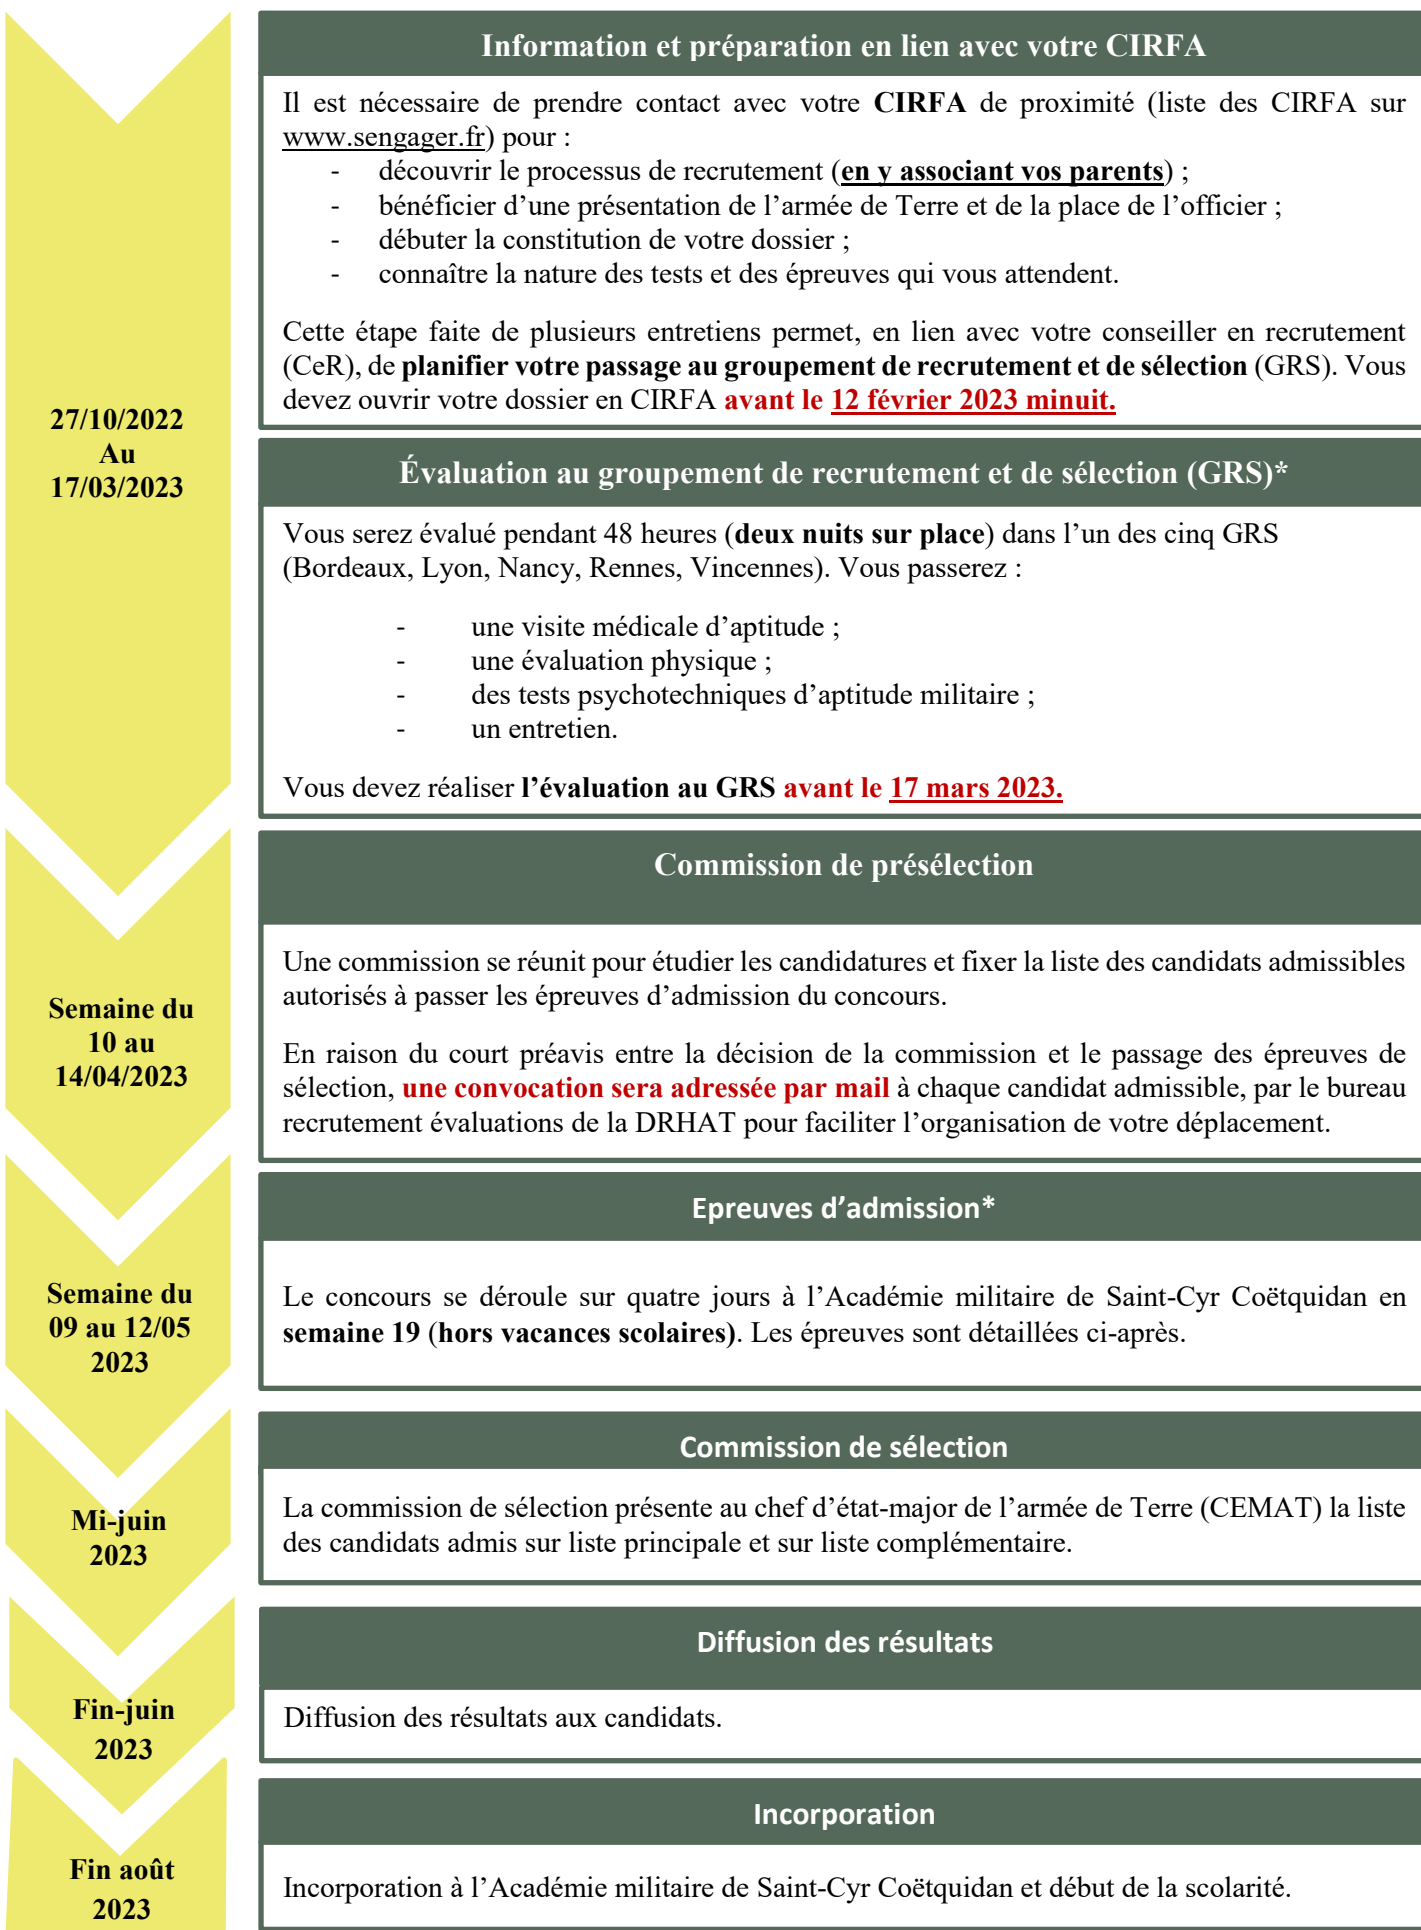 27/10/2022
Au
17/03/2023
Information et préparation en lien avec votre CIRFA
Il est nécessaire de prendre contact avec votre CIRFA de proximité (liste des CIRFA sur
www.sengager.fr) pour :
- découvrir le processus de recrutement (en y associant vos parents) ;
- bénéficier d’une présentation de l’armée de Terre et de la place de l’officier ;
- débuter la constitution de votre dossier ;
- connaître la nature des tests et des épreuves qui vous attendent.
Cette étape faite de plusieurs entretiens permet, en lien avec votre conseiller en recrutement
(CeR), de planifier votre passage au groupement de recrutement et de sélection (GRS). Vous
devez ouvrir votre dossier en CIRFA avant le 12 février 2023 minuit.
Évaluation au groupement de recrutement et de sélection (GRS)*
Vous serez évalué pendant 48 heures (deux nuits sur place) dans l’un des cinq GRS
(Bordeaux, Lyon, Nancy, Rennes, Vincennes). Vous passerez :
- une visite médicale d’aptitude ;
- une évaluation physique ;
- des tests psychotechniques d’aptitude militaire ;
- un entretien.
Vous devez réaliser l’évaluation au GRS avant le 17 mars 2023.
Semaine du
10 au
14/04/2023
Commission de présélection
Une commission se réunit pour étudier les candidatures et fixer la liste des candidats admissibles
autorisés à passer les épreuves d’admission du concours.
En raison du court préavis entre la décision de la commission et le passage des épreuves de
sélection, une convocation sera adressée par mail à chaque candidat admissible, par le bureau
recrutement évaluations de la DRHAT pour faciliter l’organisation de votre déplacement.
Semaine du
09 au 12/05
2023
Epreuves d’admission*
Le concours se déroule sur quatre jours à l’Académie militaire de Saint-Cyr Coëtquidan en
semaine 19 (hors vacances scolaires). Les épreuves sont détaillées ci-après.
Mi-juin
2023
Commission de sélection
La commission de sélection présente au chef d’état-major de l’armée de Terre (CEMAT) la liste
des candidats admis sur liste principale et sur liste complémentaire.
Fin-juin
2023
Diffusion des résultats
Diffusion des résultats aux candidats.
Fin août
2023
Incorporation
Incorporation à l’Académie militaire de Saint-Cyr Coëtquidan et début de la scolarité.